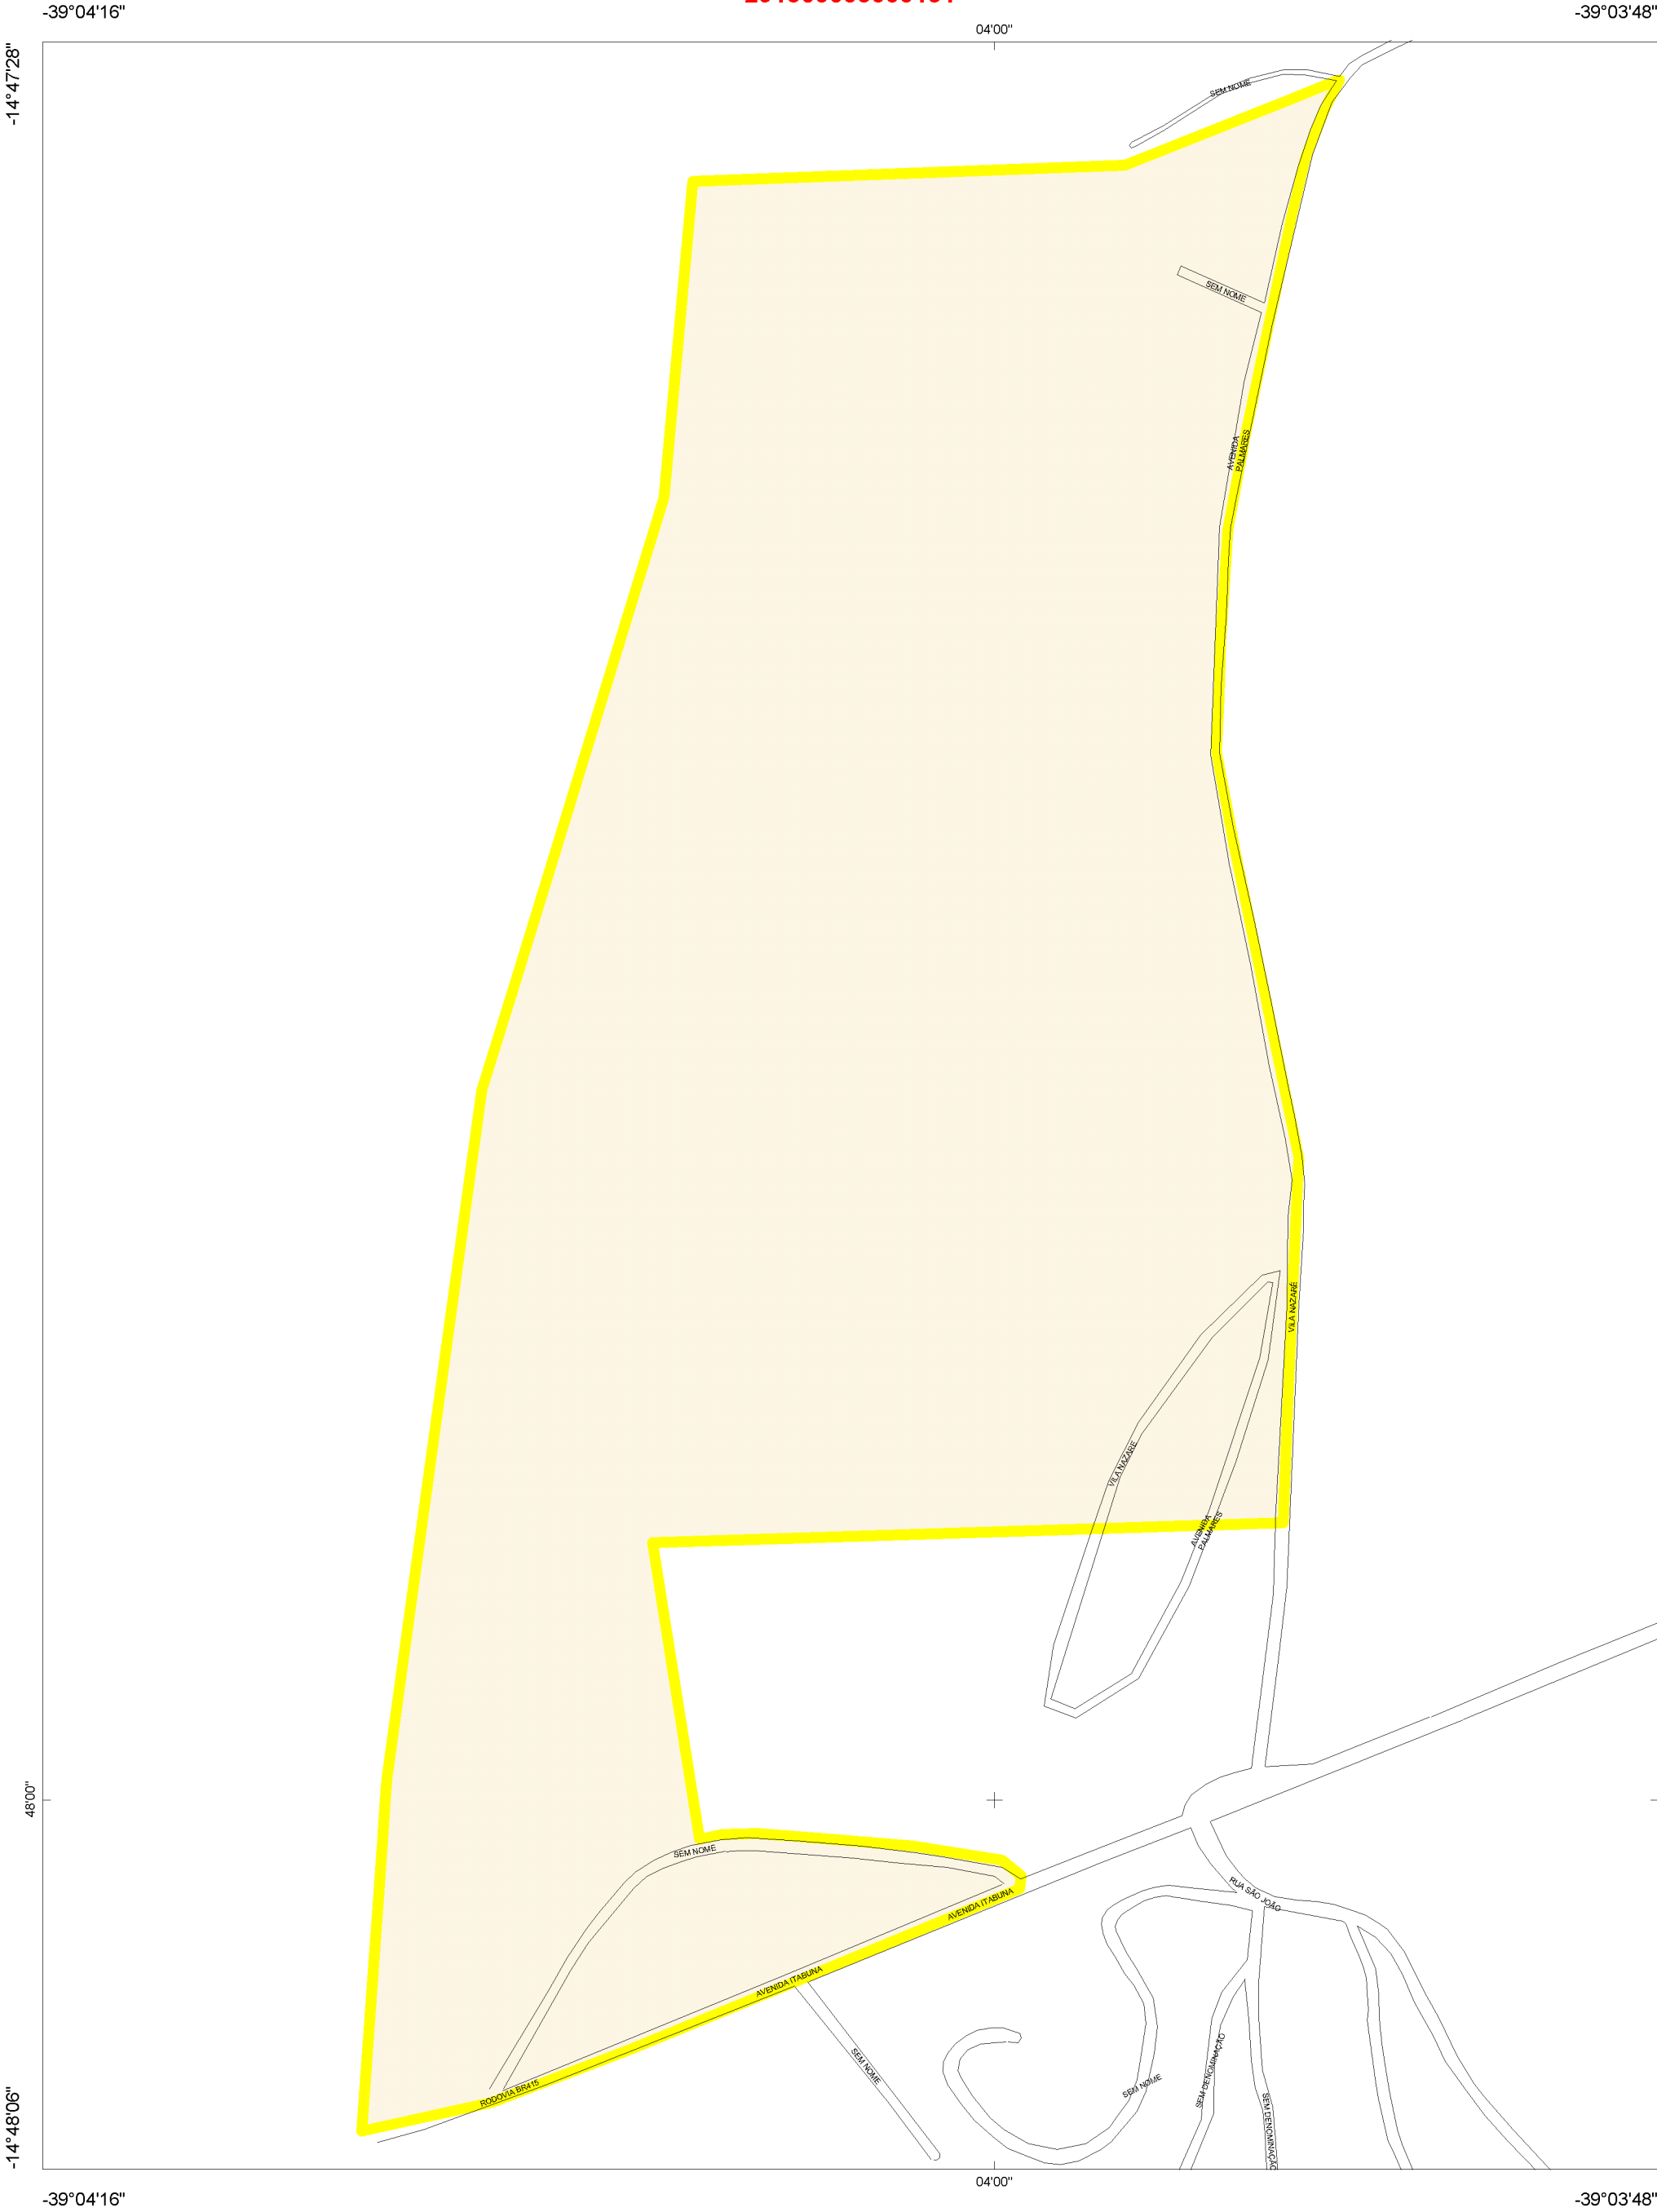 -39°04'16"
-39°03'48"
04'00"
-14°47'28"
SEM NOME
SEM NOME
AVENIDA
PALMARES
VILA NAZARÉ
VILA NAZARÉ
AVENIDA
PALMARES
48'00"
SEM NOME
AVENIDA ITABUNA
RUA SÃO JOÃO
AVENIDA ITABUNA
SEM NOME
SEM NOME
SEM DENOMINAÇÃO
SEM DENOMINAÇÃO
RODOVIA BR415
-14°48'06"
04'00"
-39°04'16"
-39°03'48"